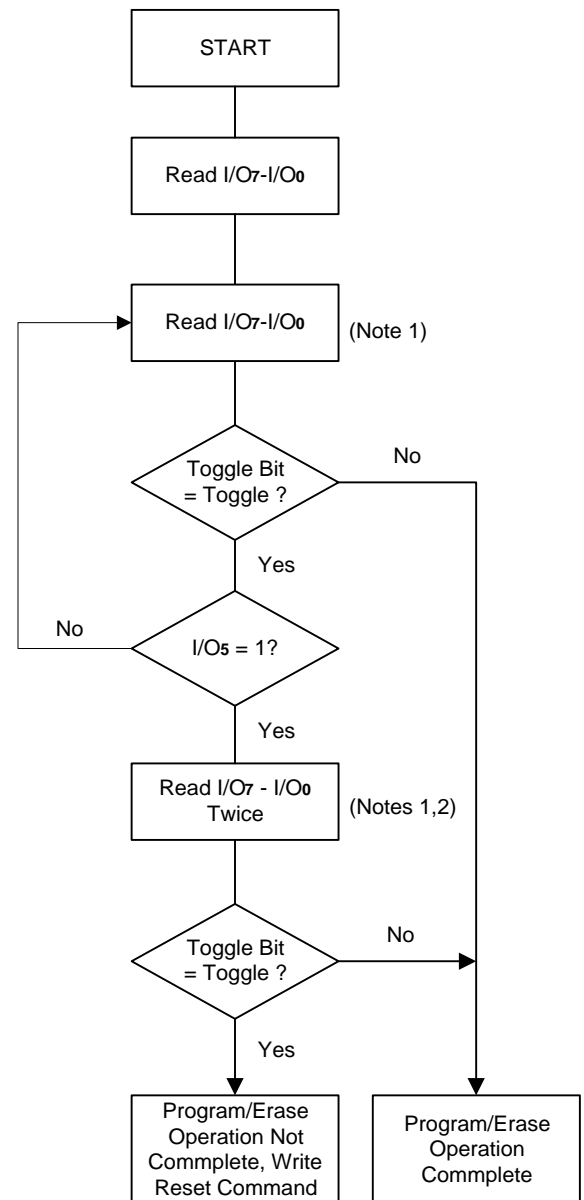 START
Read I/O7-I/O0
Read I/O7-I/O0
(Note 1)
Toggle Bit
= Toggle ?
No
Yes
No
I/O5 = 1?
Yes
Read I/O7 - I/O0
Twice
(Notes 1,2)
Toggle Bit
= Toggle ?
No
Yes
Program/Erase
Operation Not
Commplete, Write
Reset Command
Program/Erase
Operation
Commplete